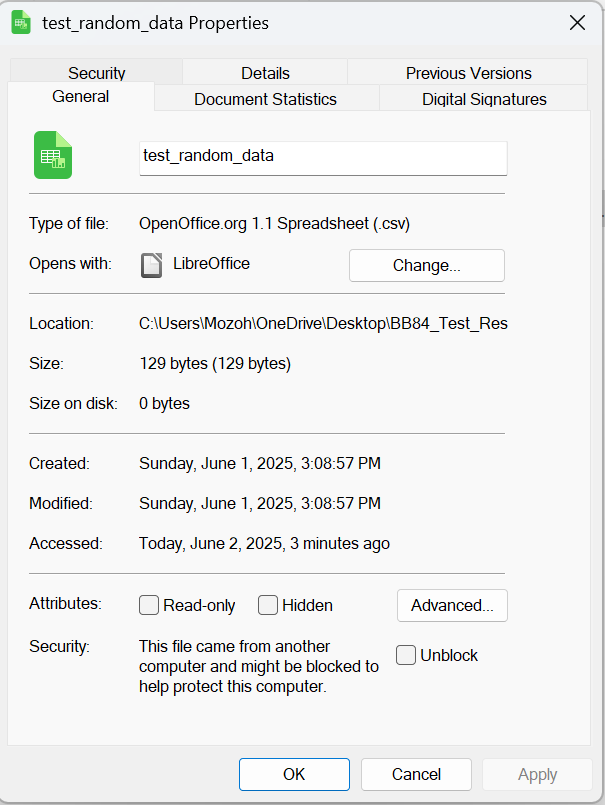 test_random_data Properties
Security Details Previous Versions
General Document Statistics Digital Signatures
test_random_data
Type of file: OpenOffice.org 1.1 Spreadsheet (.csv)
Opens with: LibreOffice Change...
Location: C:\Users\Mozoh\OneDrive\Desktop\BB84_Test_Res
Size: 129 bytes (129 bytes)
Size on disk: 0 bytes
Created: Sunday, June 1, 2025, 3:08:57 PM
Modified: Sunday, June 1, 2025, 3:08:57 PM
Accessed: Today, June 2, 2025, 3 minutes ago
Attributes: Read-only Hidden Advanced...
Security: This file came from another
computer and might be blocked to Unblock
help protect this computer.
OK Cancel Apply